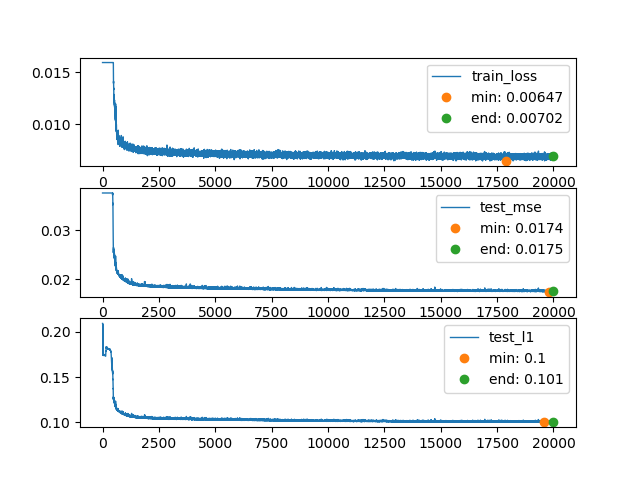 0.015
0.010
train_loss
min: 0.00647
end: 0.00702
0 2500 5000 7500 10000 12500 15000 17500 20000
0.03
0.02
test_mse
min: 0.0174
end: 0.0175
0 2500 5000 7500 10000 12500 15000 17500 20000
0.20
0.15
0.10
test_l1
min: 0.1
end: 0.101
0 2500 5000 7500 10000 12500 15000 17500 20000